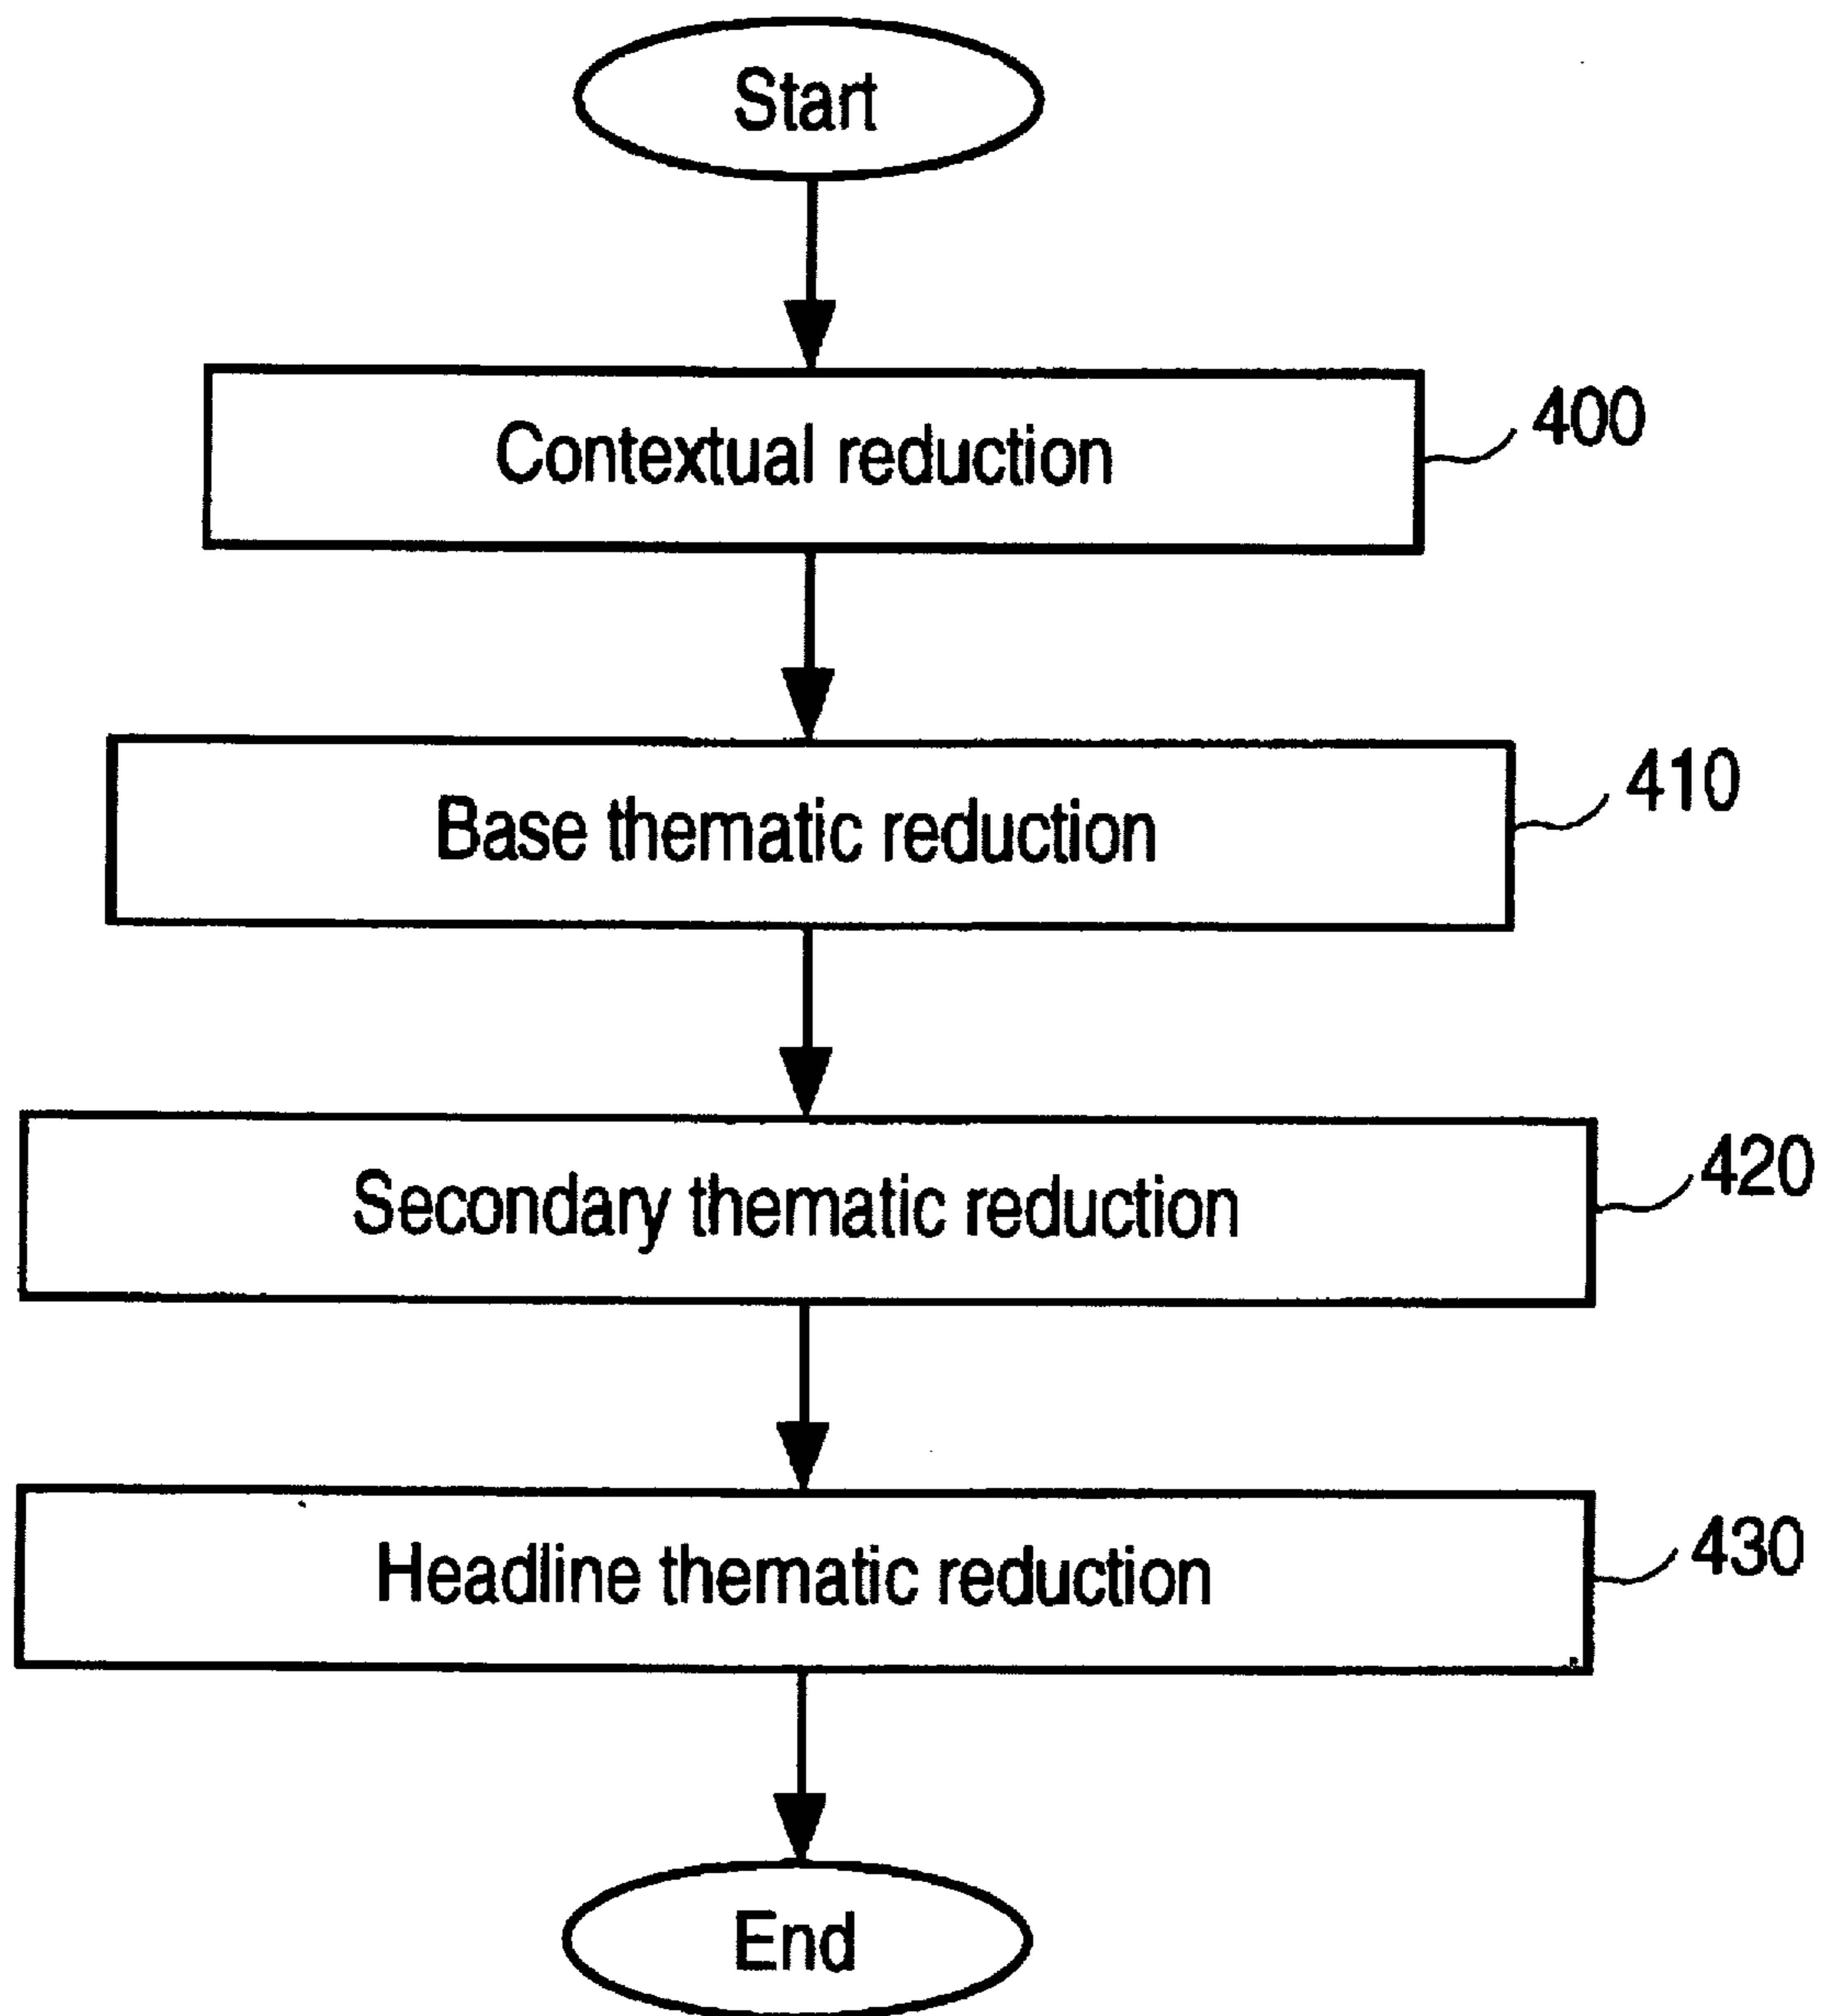 Start
Contextual reduction
400
Base thematic reduction
410
Secondary thematic reduction
420
Headline thematic reduction
430
End